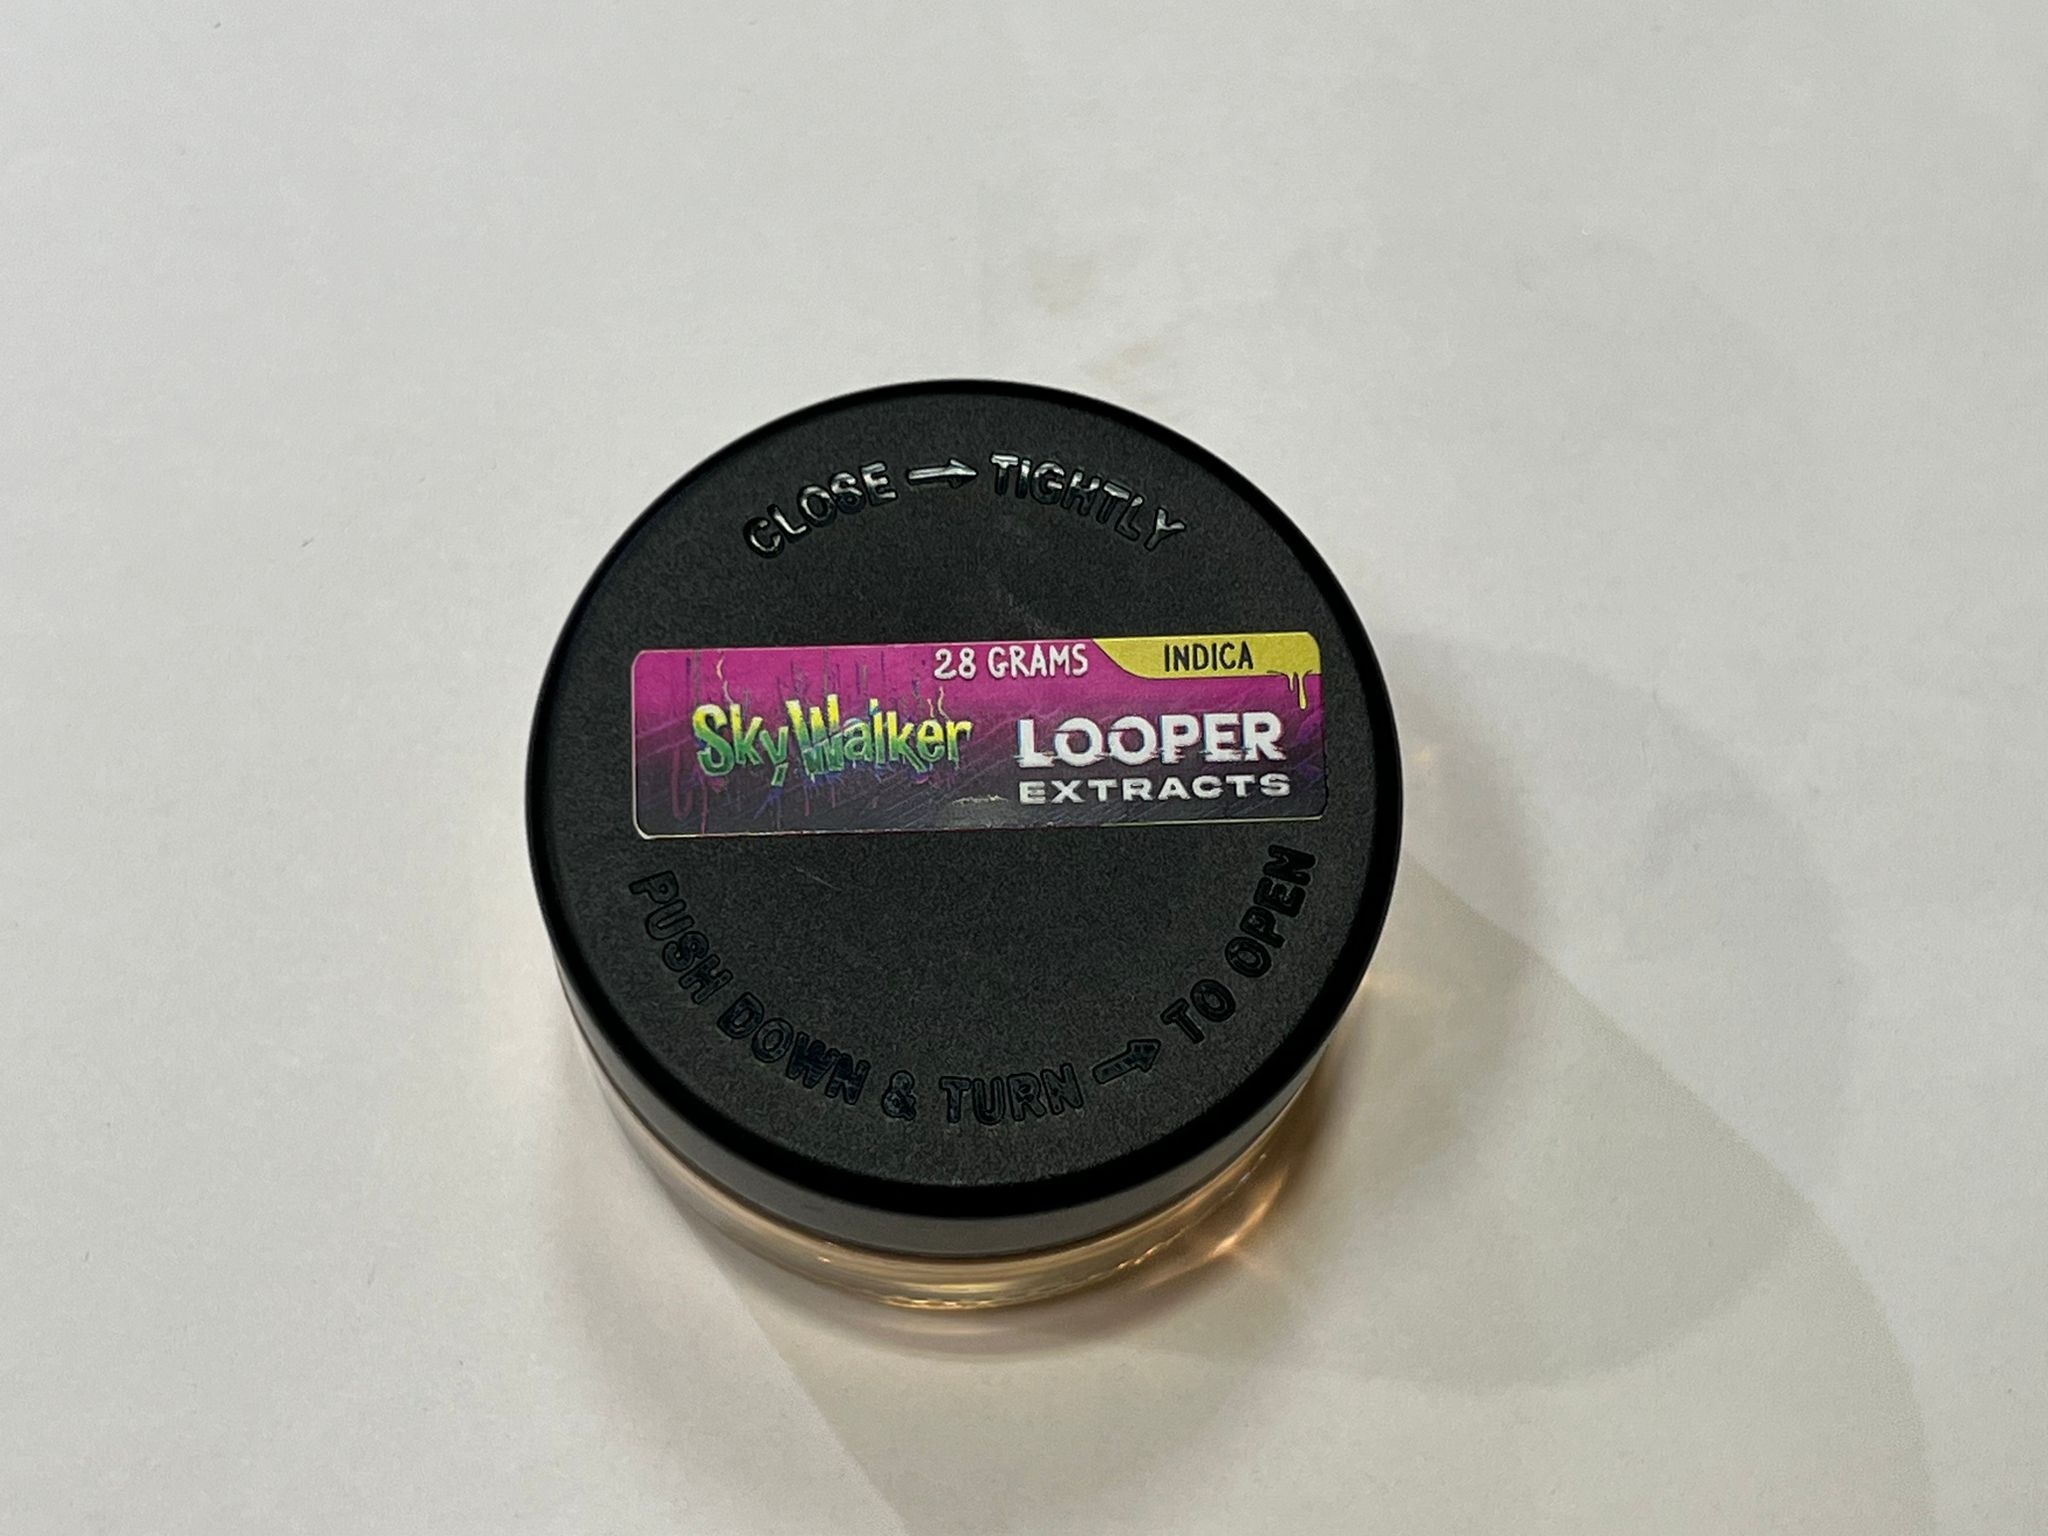 CLOSE → TIGHTLY
28 GRAMS
INDICA
SkyWalker
LOOPER
EXTRACTS
PUSH DOWN & TURN → TO OPEN